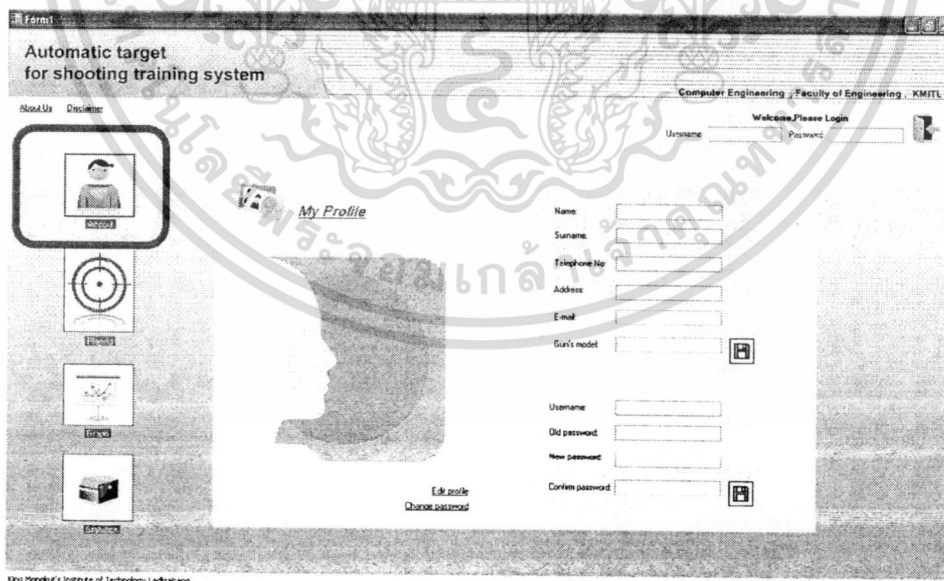 Form1
Automatic target
for shooting training system
Computer Engineering , Faculty of Engineering , KMITL
About Us Disclaimer
Welcome,Please Login
Username Password
Account
My Profile
Name:
Surname:
Telephone No:
Address:
E-mail:
Gun's model:
Graph
Username:
Old password:
New password:
Confirm password:
Edit profile
Change password
Statistics
King Mongkut's Institute of Technology Ladkrabang